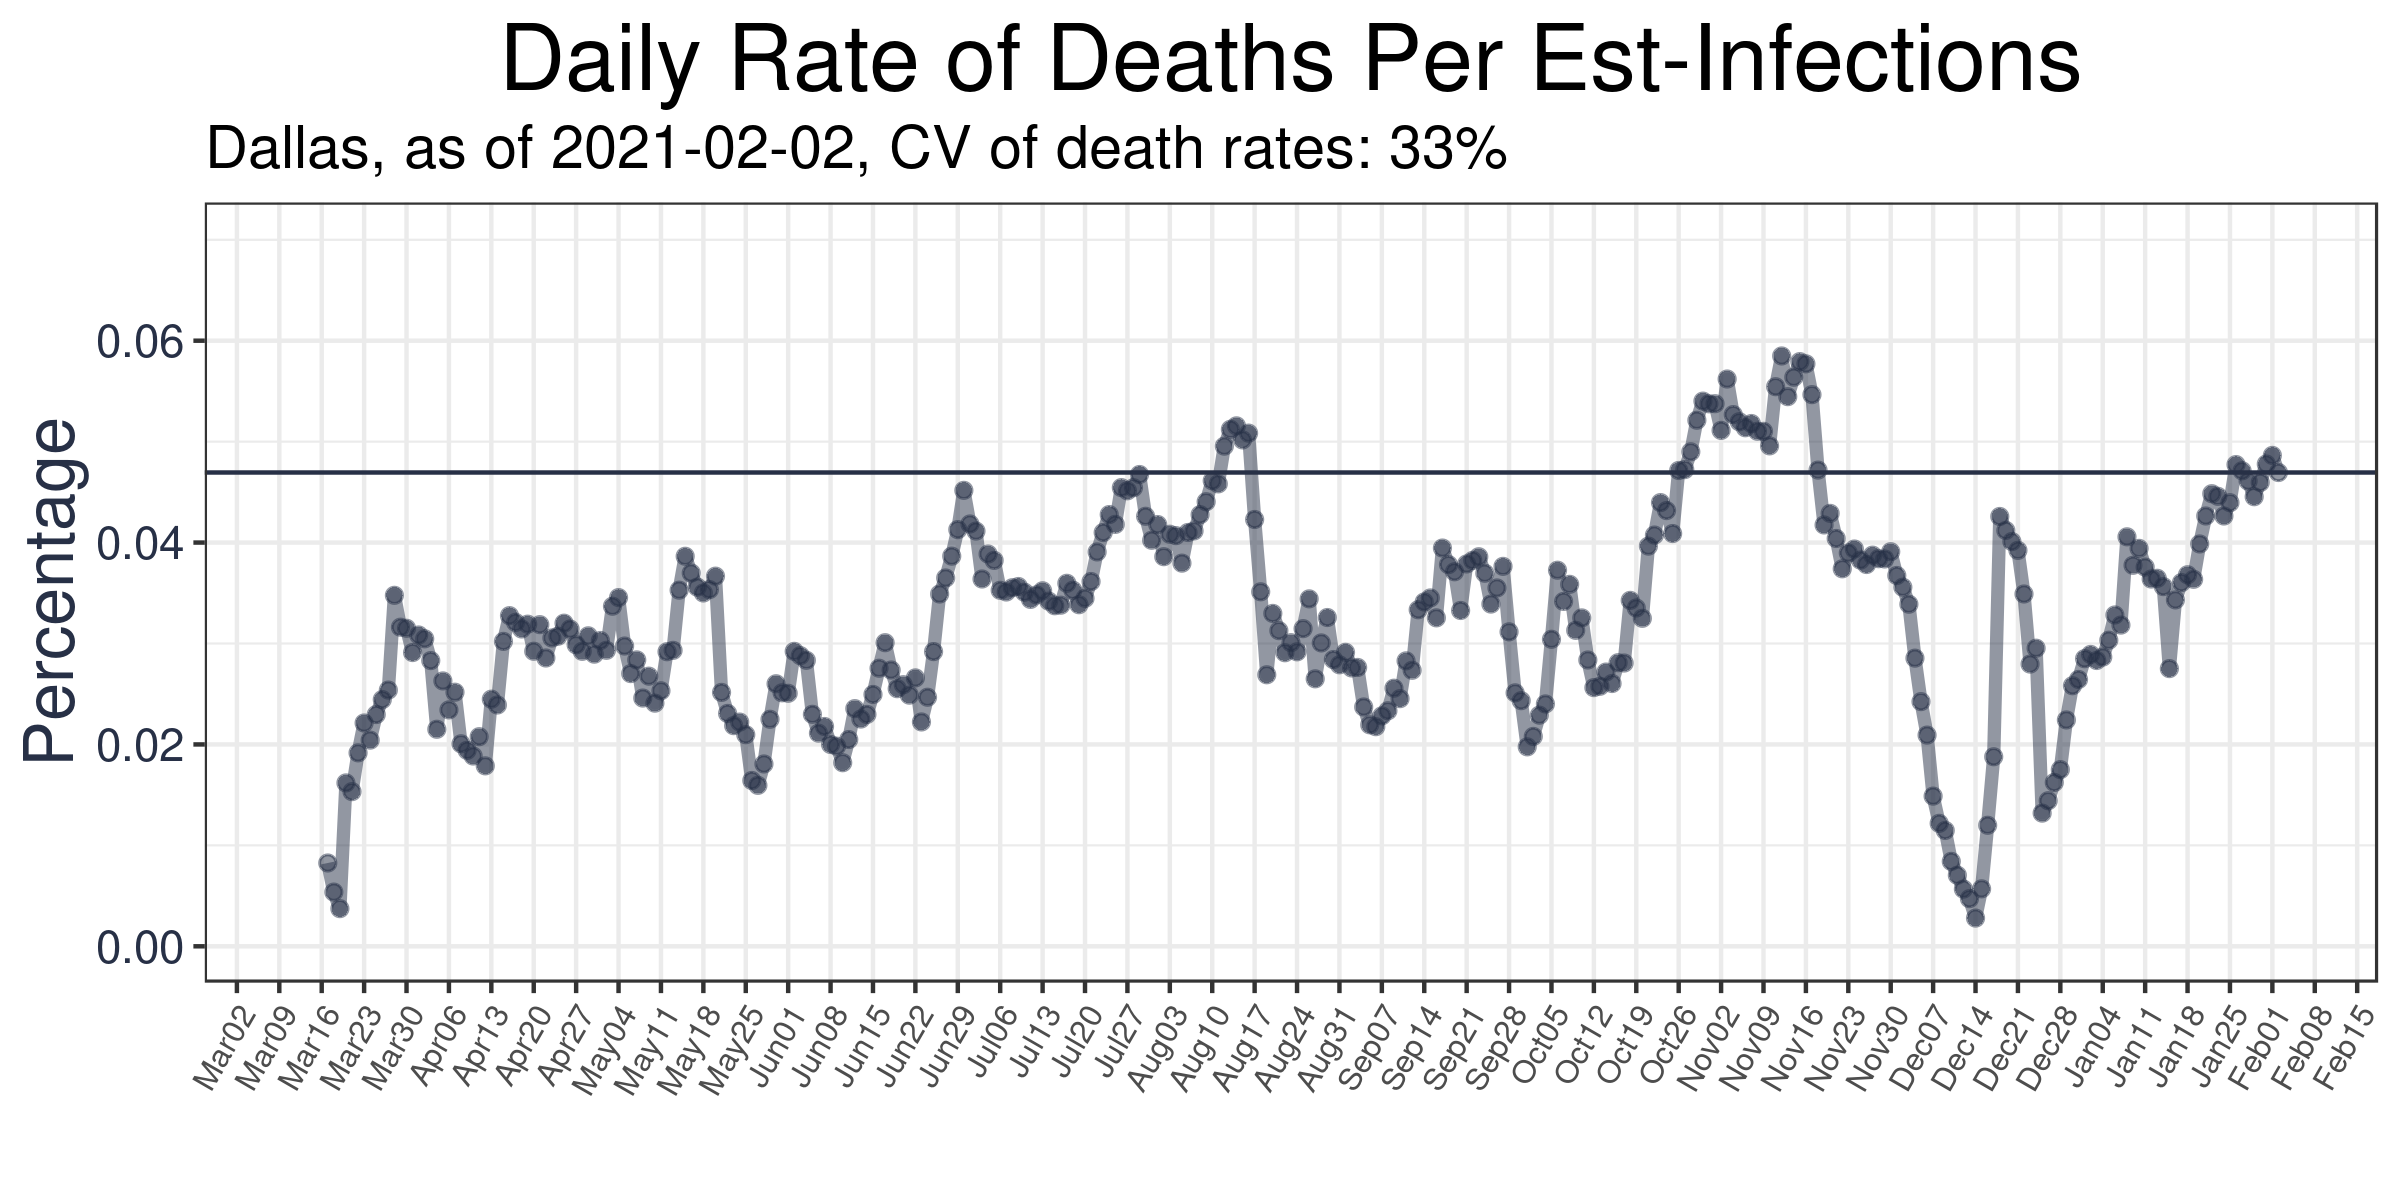 Daily Rate of Deaths Per Est-Infections
Dallas, as of 2021-02-02, CV of death rates: 33%
Percentage
0.06
0.04
0.02
0.00
Mar02
Mar09
Mar16
Mar23
Mar30
Apr06
Apr13
Apr20
Apr27
May04
May11
May18
May25
Jun01
Jun08
Jun15
Jun22
Jun29
Jul06
Jul13
Jul20
Jul27
Aug03
Aug10
Aug17
Aug24
Aug31
Sep07
Sep14
Sep21
Sep28
Oct05
Oct12
Oct19
Oct26
Nov02
Nov09
Nov16
Nov23
Nov30
Dec07
Dec14
Dec21
Dec28
Jan04
Jan11
Jan18
Jan25
Feb01
Feb08
Feb15